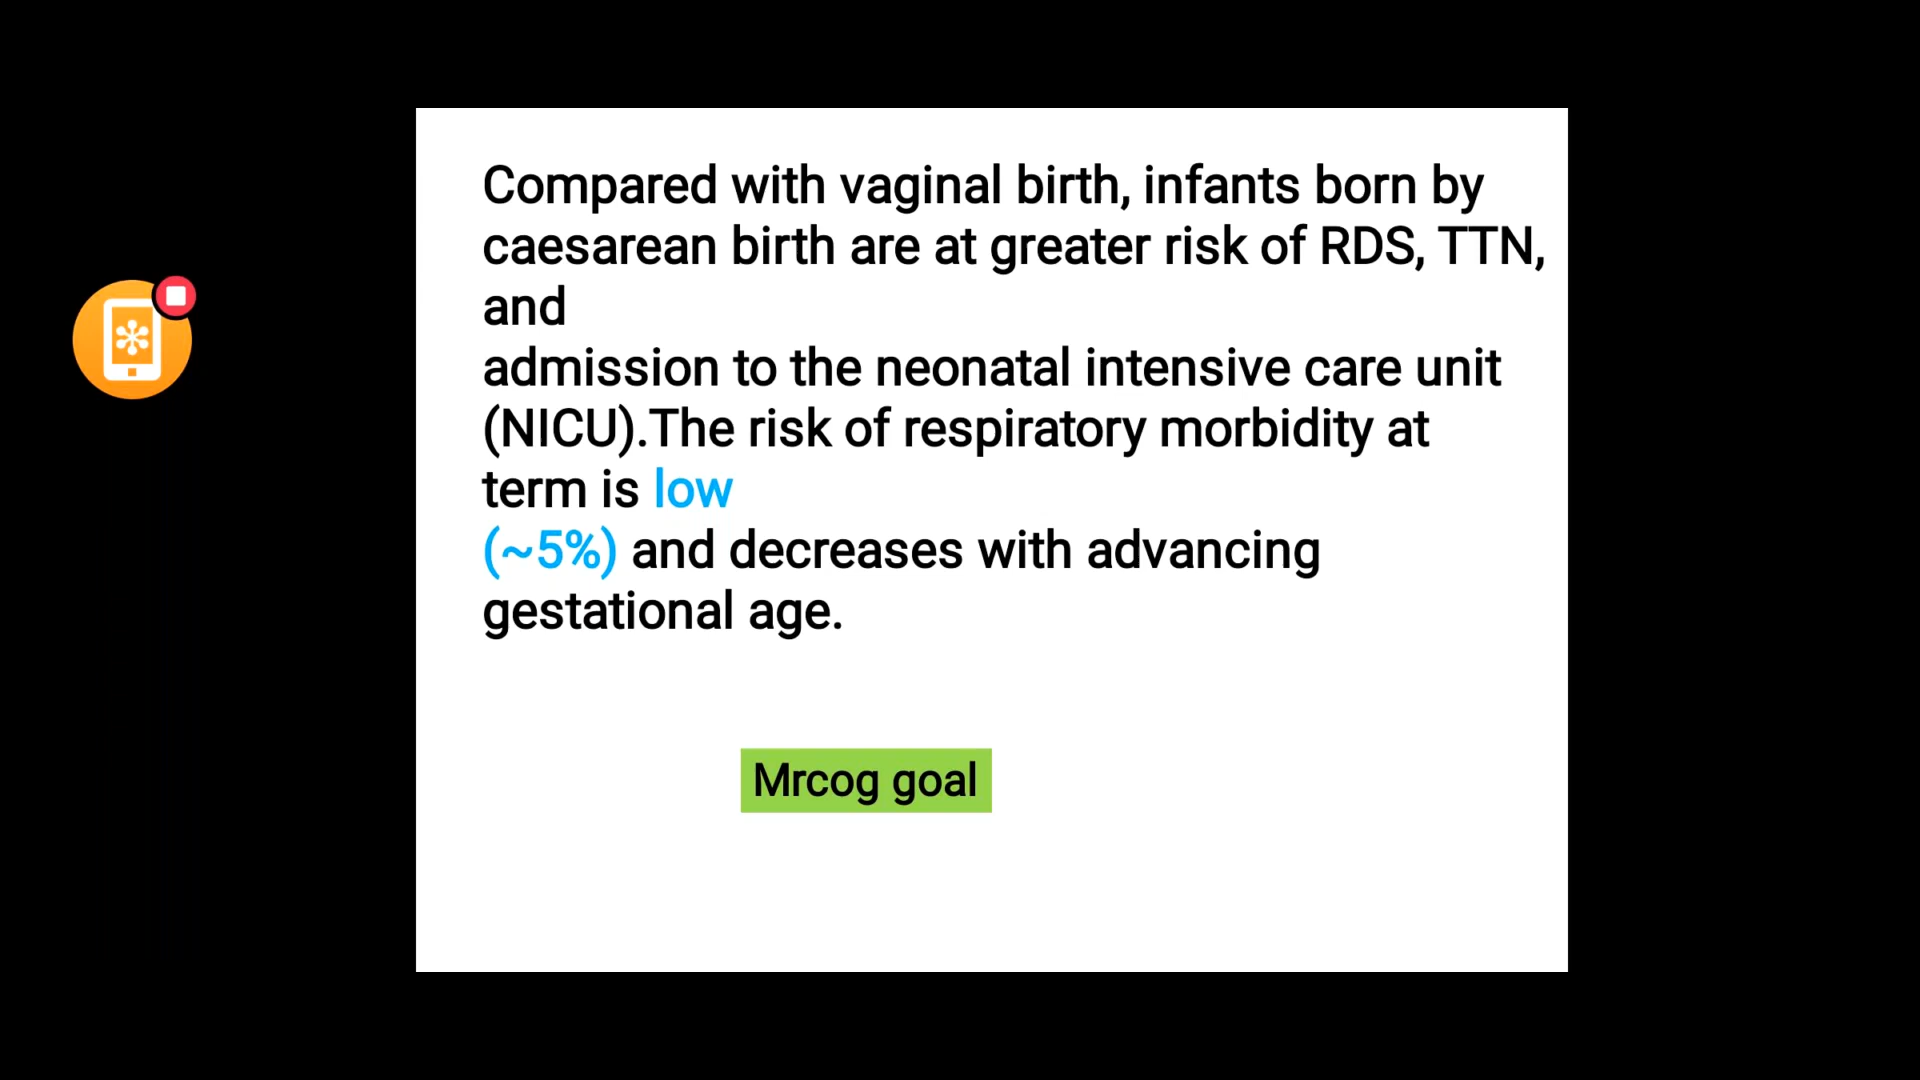 Compared with vaginal birth, infants born by
caesarean birth are at greater risk of RDS, TTN,
and
admission to the neonatal intensive care unit
(NICU).The risk of respiratory morbidity at
term is low
(~5%) and decreases with advancing
gestational age.
Mrcog goal